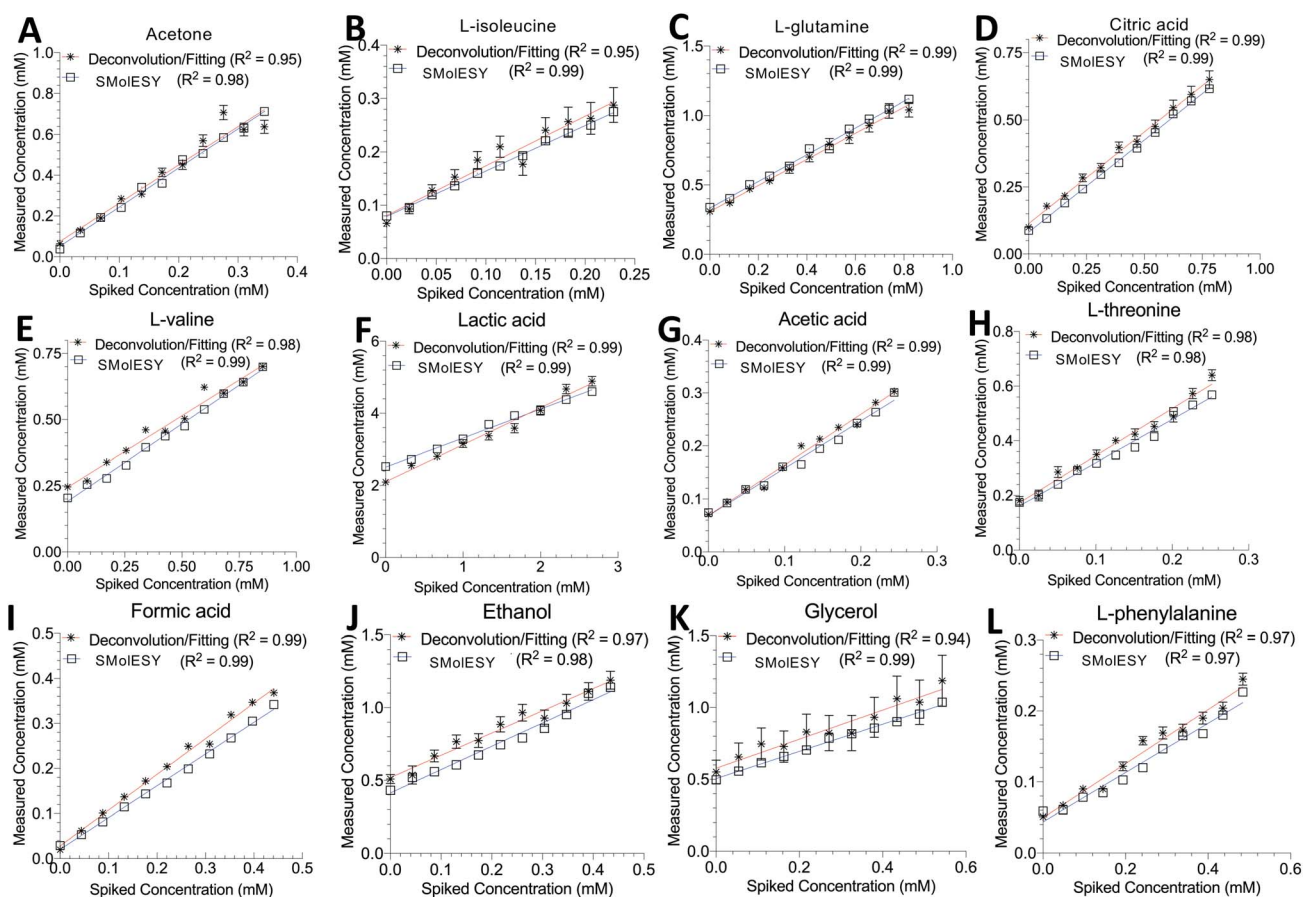 A
Acetone
Deconvolution/Fitting (R² = 0.95)
SMolESY (R² = 0.98)
Measured Concentration (mM)
1.0
0.8
0.6
0.4
0.2
0.0
0.0 0.1 0.2 0.3 0.4
Spiked Concentration (mM)
B
L-isoleucine
Deconvolution/Fitting (R² = 0.95)
SMolESY (R² = 0.99)
Measured Concentration (mM)
0.4
0.3
0.2
0.1
0.0
0.00 0.05 0.10 0.15 0.20 0.25
Spiked Concentration (mM)
C
L-glutamine
Deconvolution/Fitting (R² = 0.99)
SMolESY (R² = 0.99)
Measured Concentration (mM)
1.5
1.0
0.5
0.0
0.0 0.2 0.4 0.6 0.8 1.0
Spiked Concentration (mM)
D
Citric acid
Deconvolution/Fitting (R² = 0.99)
SMolESY (R² = 0.99)
Measured Concentration (mM)
0.75
0.50
0.25
0.00
0.00 0.25 0.50 0.75 1.00
Spiked Concentration (mM)
E
L-valine
Deconvolution/Fitting (R² = 0.98)
SMolESY (R² = 0.99)
Measured Concentration (mM)
0.75
0.50
0.25
0.00
0.00 0.25 0.50 0.75 1.00
Spiked Concentration (mM)
F
Lactic acid
Deconvolution/Fitting (R² = 0.99)
SMolESY (R² = 0.99)
Measured Concentration (mM)
6
4
2
0
0 1 2 3
Spiked Concentration (mM)
G
Acetic acid
Deconvolution/Fitting (R² = 0.99)
SMolESY (R² = 0.99)
Measured Concentration (mM)
0.4
0.3
0.2
0.1
0.0
0.0 0.1 0.2 0.3
Spiked Concentration (mM)
H
L-threonine
Deconvolution/Fitting (R² = 0.98)
SMolESY (R² = 0.98)
Measured Concentration (mM)
0.8
0.6
0.4
0.2
0.0
0.0 0.1 0.2 0.3
Spiked Concentration (mM)
I
Formic acid
Deconvolution/Fitting (R² = 0.99)
SMolESY (R² = 0.99)
Measured Concentration (mM)
0.5
0.4
0.3
0.2
0.1
0.0
0.0 0.1 0.2 0.3 0.4 0.5
Spiked Concentration (mM)
J
Ethanol
Deconvolution/Fitting (R² = 0.97)
SMolESY (R² = 0.98)
Measured Concentration (mM)
1.5
1.0
0.5
0.0
0.0 0.1 0.2 0.3 0.4 0.5
Spiked Concentration (mM)
K
Glycerol
Deconvolution/Fitting (R² = 0.94)
SMolESY (R² = 0.99)
Measured Concentration (mM)
1.5
1.0
0.5
0.0
0.0 0.2 0.4 0.6
Spiked Concentration (mM)
L
L-phenylalanine
Deconvolution/Fitting (R² = 0.97)
SMolESY (R² = 0.97)
Measured Concentration (mM)
0.3
0.2
0.1
0.0
0.0 0.2 0.4 0.6 0.8
Spiked Concentration (mM)